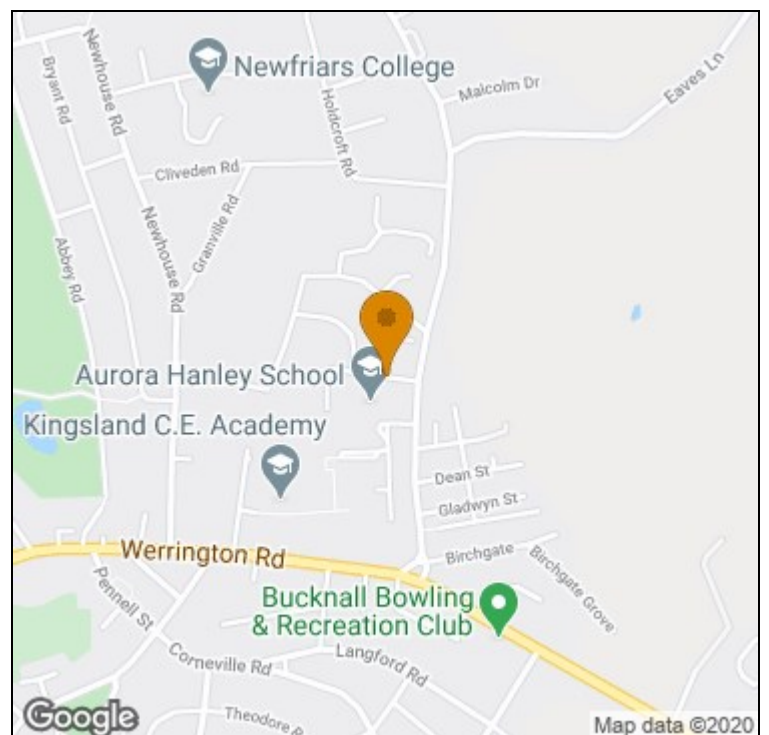 Newfriars College
Malcolm Dr
Eaves Ln
Bryant Rd
Newhouse Rd
Holdcroft Rd
Cliveden Rd
Granville Rd
Newhouse Rd
Abbey Rd
Aurora Hanley School
Kingsland C.E. Academy
Dean St
Gladwyn St
Werrington Rd
Birchgate
Birchgate Grove
Pennell St
Bucknall Bowling
& Recreation Club
Corneville Rd
Langford Rd
Theodore
Google
Map data ©2020